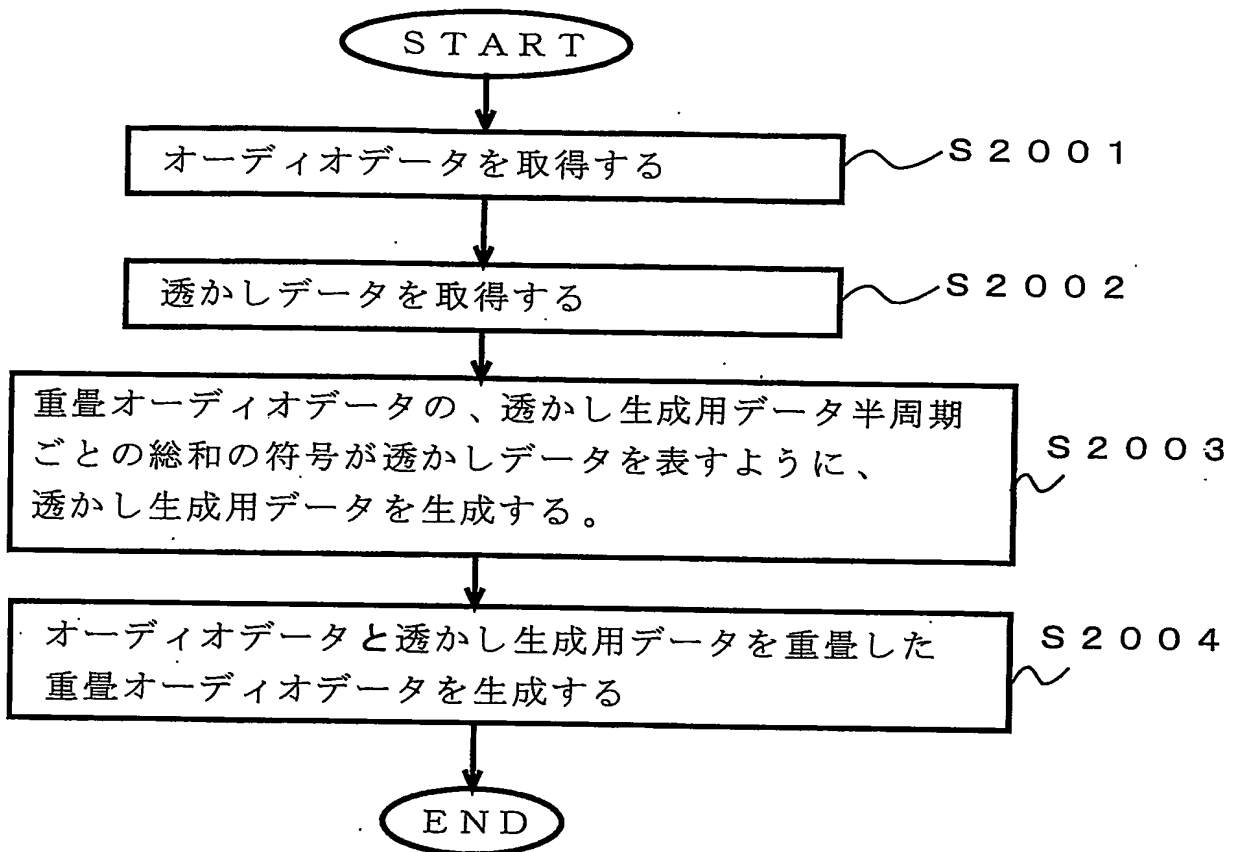 START
オーディオデータを取得する
S2001
透かしデータを取得する
S2002
重畳オーディオデータの、透かし生成用データ半周期
ごとの総和の符号が透かしデータを表すように、
透かし生成用データを生成する。
S2003
オーディオデータと透かし生成用データを重畳した
重畳オーディオデータを生成する
S2004
END